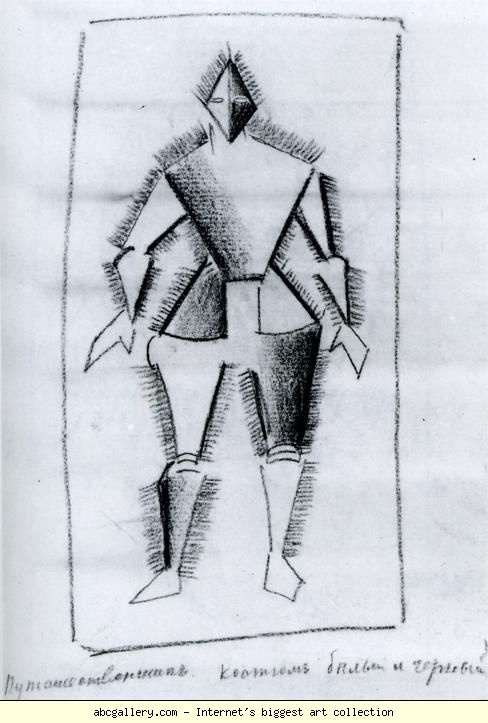 Путешественникъ. Костюмъ бѣлый и черный
abcgallery.com - Internet's biggest art collection